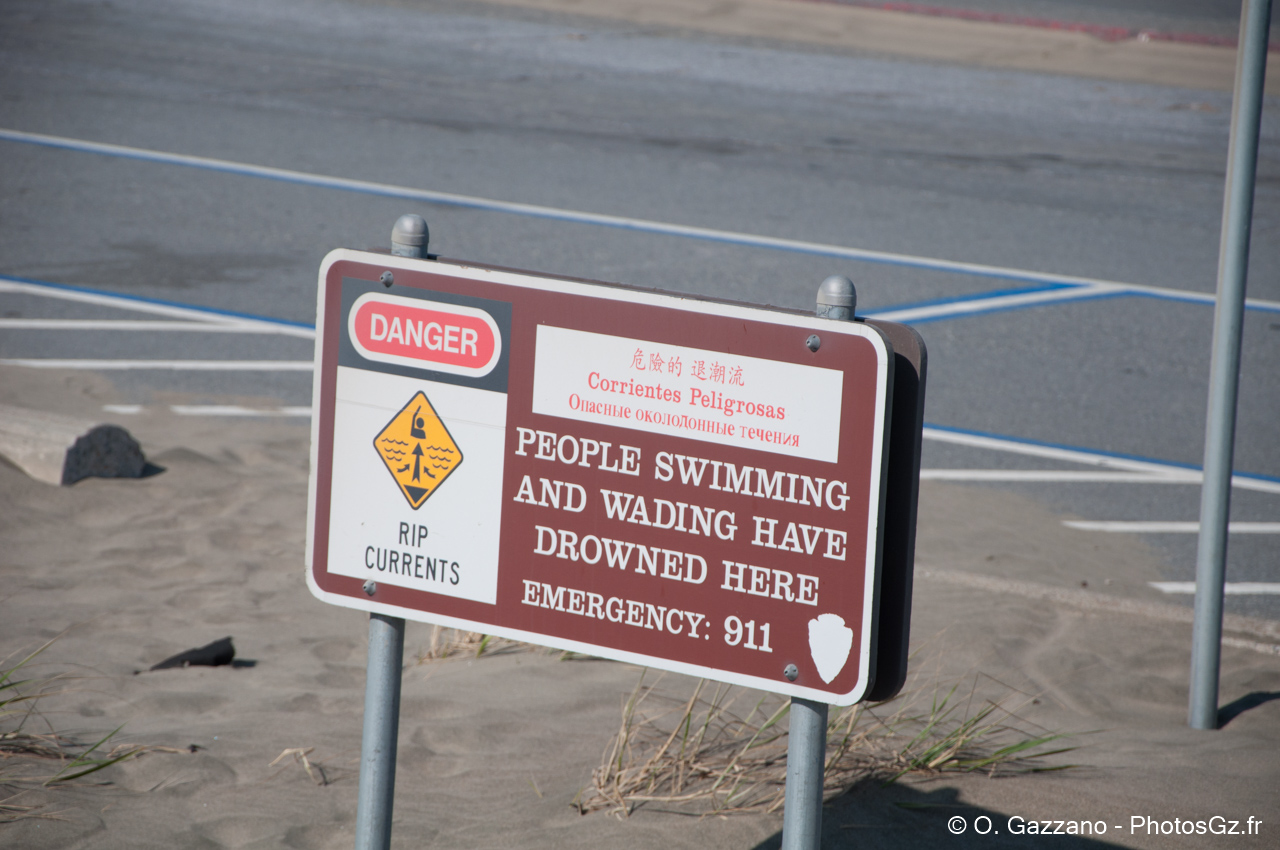 DANGER
RIP
CURRENTS
危險的 退潮流
Corrientes Peligrosas
Опасные околодонные течения
PEOPLE SWIMMING
AND WADING HAVE
DROWNED HERE
EMERGENCY: 911
© O. Gazzano - PhotosGz.fr